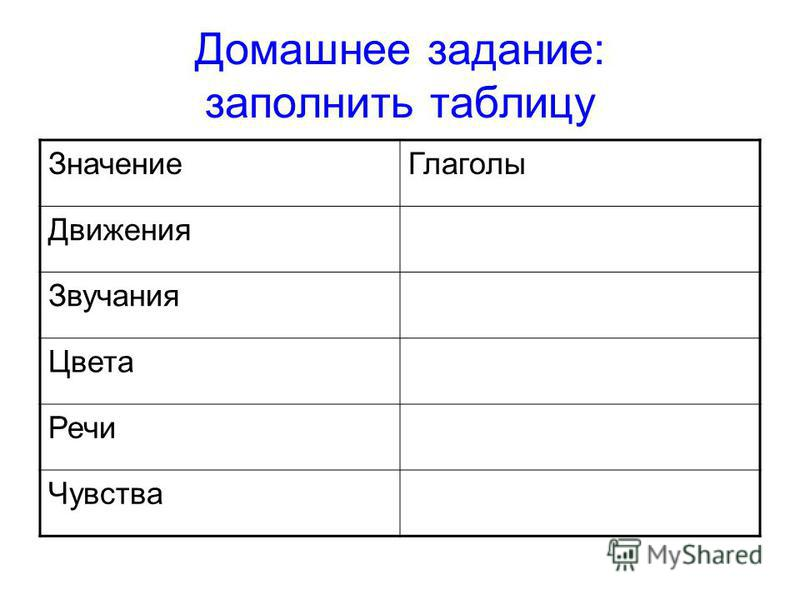 Домашнее задание:
заполнить таблицу
Значение Глаголы
Движения
Звучания
Цвета
Речи
Чувства
MyShared